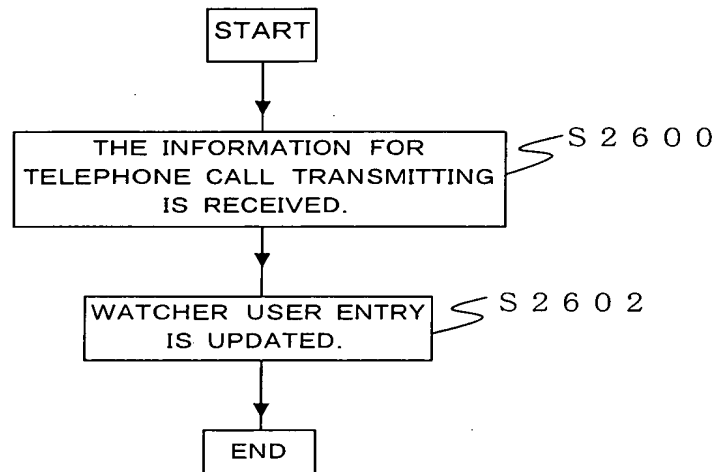 START
THE INFORMATION FOR
TELEPHONE CALL TRANSMITTING
IS RECEIVED.
S2600
WATCHER USER ENTRY
IS UPDATED.
S2602
END